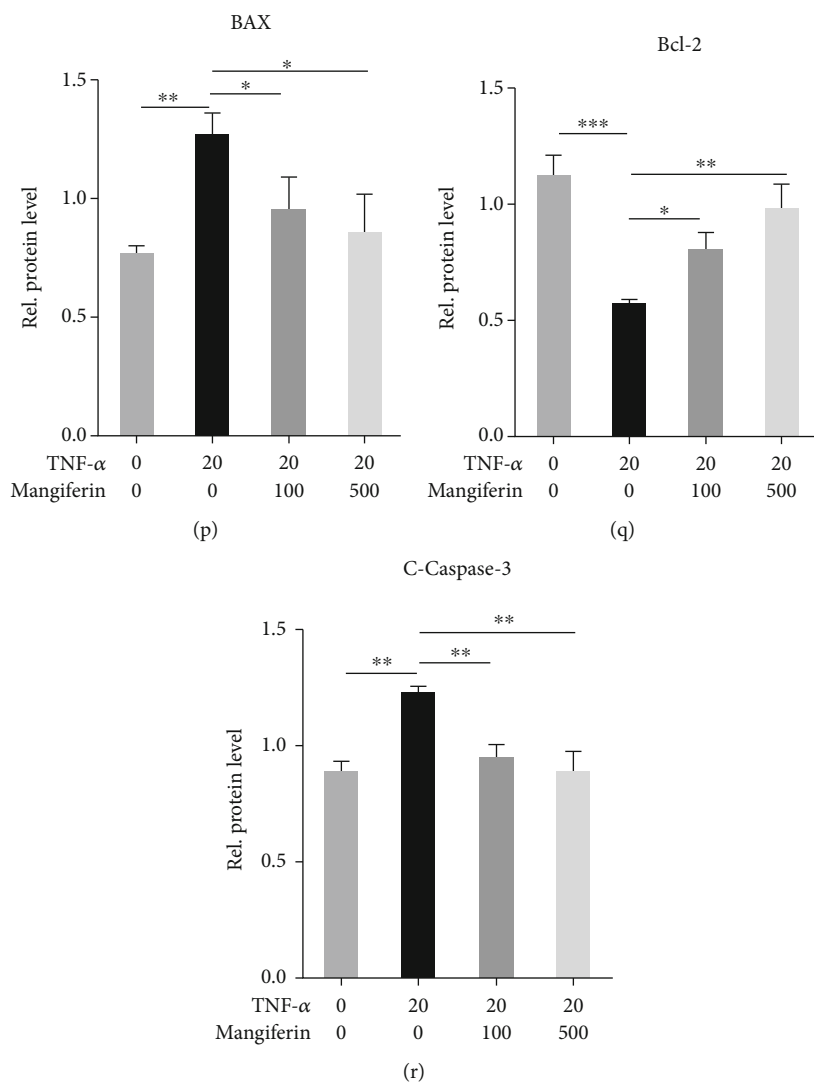 BAX
Rel. protein level
1.5
1.0
0.5
0.0
**
*
*
TNF-α 0 20 20 20
Mangiferin 0 0 100 500
(p)
Bcl-2
Rel. protein level
1.5
1.0
0.5
0.0
***
**
*
TNF-α 0 20 20 20
Mangiferin 0 0 100 500
(q)
C-Caspase-3
Rel. protein level
1.5
1.0
0.5
0.0
**
**
**
TNF-α 0 20 20 20
Mangiferin 0 0 100 500
(r)